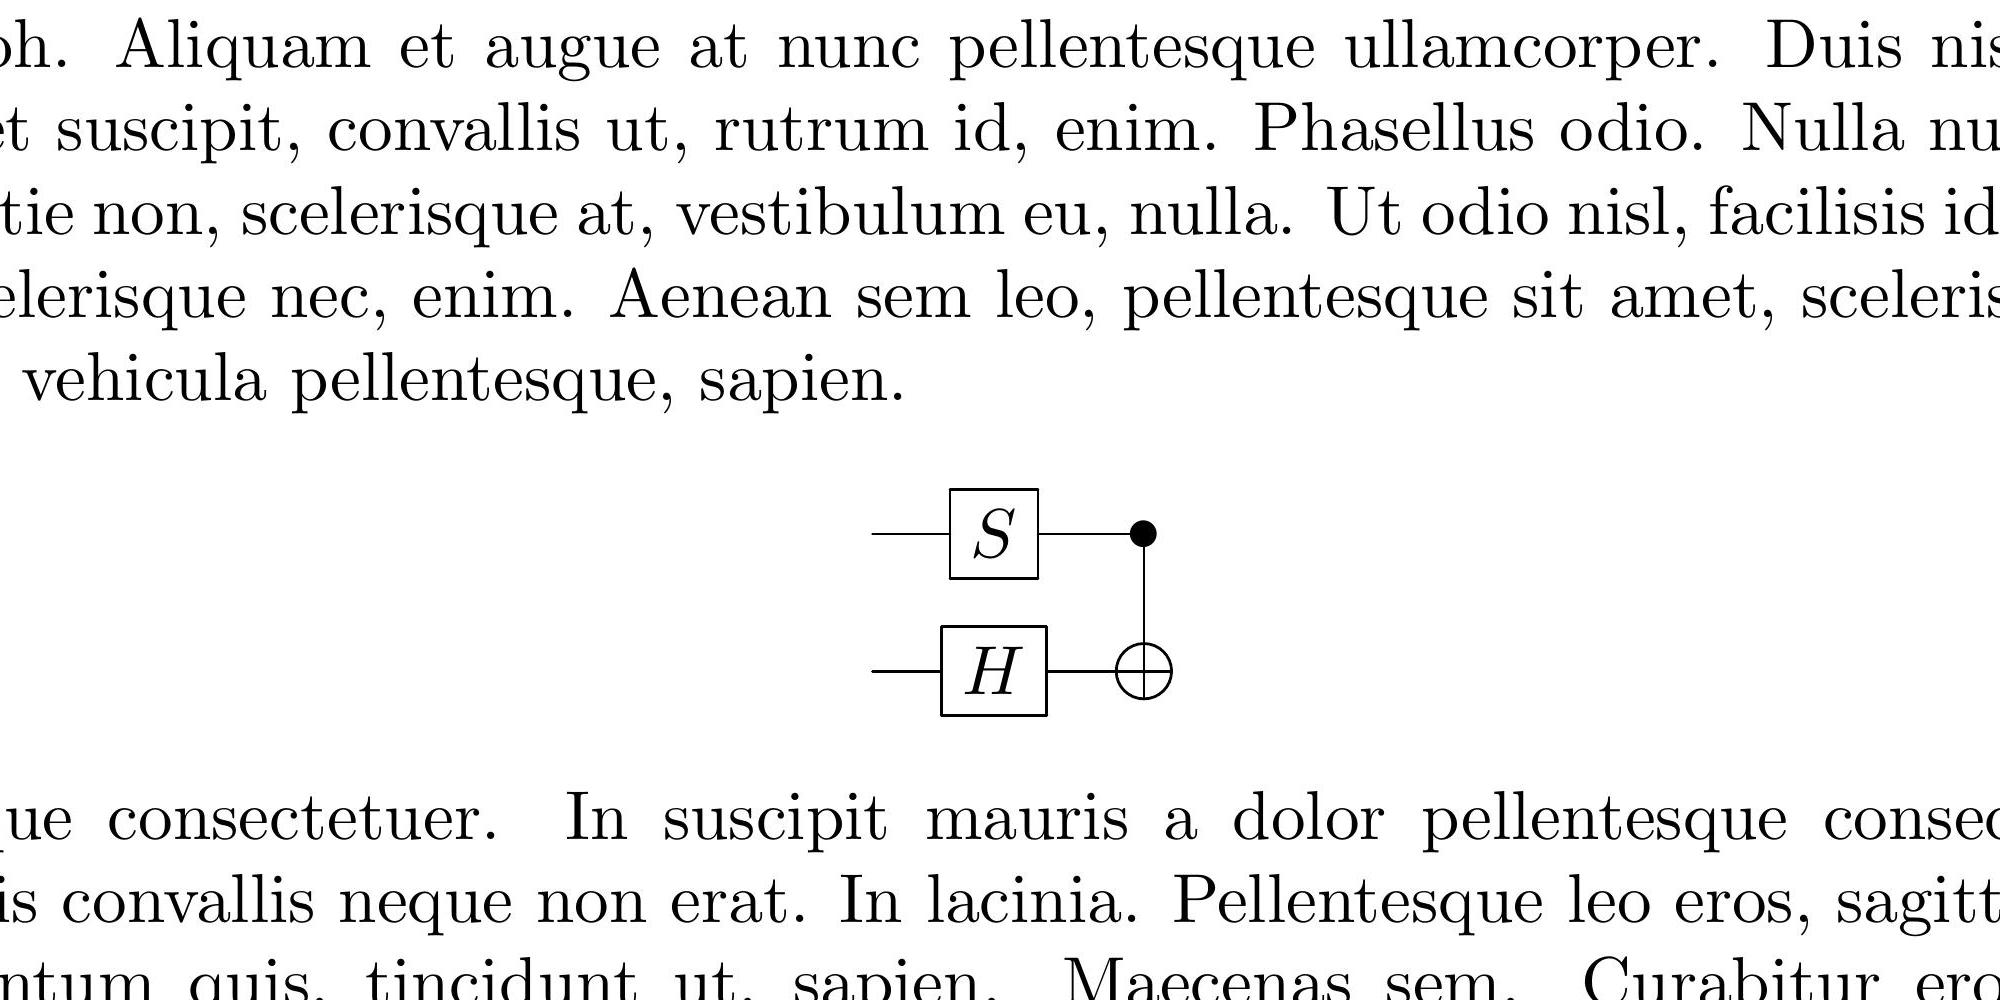 oh. Aliquam et augue at nunc pellentesque ullamcorper. Duis nis
et suscipit, convallis ut, rutrum id, enim. Phasellus odio. Nulla nu
tie non, scelerisque at, vestibulum eu, nulla. Ut odio nisl, facilisis id
elerisque nec, enim. Aenean sem leo, pellentesque sit amet, sceleris
vehicula pellentesque, sapien.
S
H
ue consectetuer. In suscipit mauris a dolor pellentesque consec
is convallis neque non erat. In lacinia. Pellentesque leo eros, sagitt
ntum quis, tincidunt ut, sapien. Maecenas sem. Curabitur ero